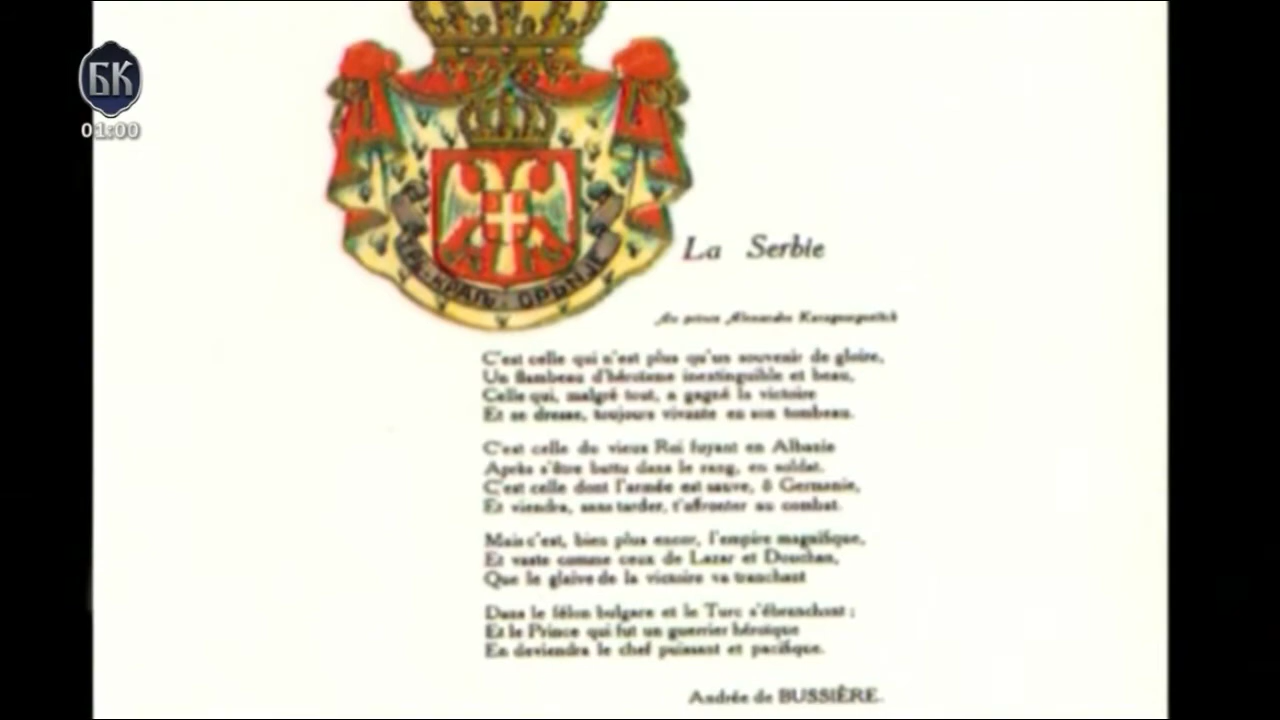 БК
01:00
КРАЉ · СРБИЈЕ
La Serbie
Au prince Alexandre Karageorgevitch
C'est celle qui n'est plus qu'un souvenir de gloire,
Un flambeau d'héroïsme inextinguible et beau,
Celle qui, malgré tout, a gagné la victoire
Et se dresse, toujours vivante en son tombeau.
C'est celle du vieux Roi fuyant en Albanie
Après s'être battu dans le rang, en soldat.
C'est celle dont l'armée est sauve, ô Germanie,
Et viendra, sans tarder, t'affronter au combat.
Mais c'est, bien plus encor, l'empire magnifique,
Et vaste comme ceux de Lazar et Douchan,
Que le glaive de la victoire va tranchant
Dans le félon bulgare et le Turc s'ébranchant ;
Et le Prince qui fut un guerrier héroïque
En deviendra le chef puissant et pacifique.
Andrée de BUSSIÈRE.